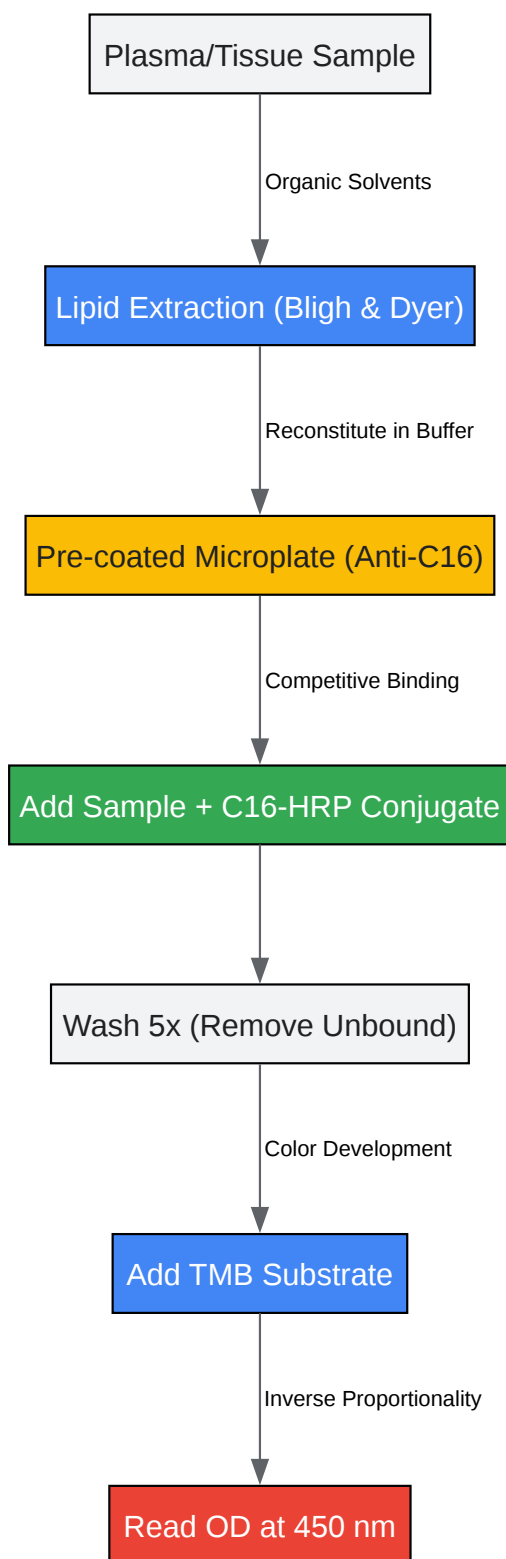 Plasma/Tissue Sample
Organic Solvents
Lipid Extraction (Bligh & Dyer)
Reconstitute in Buffer
Pre-coated Microplate (Anti-C16)
Competitive Binding
Add Sample + C16-HRP Conjugate
Wash 5x (Remove Unbound)
Color Development
Add TMB Substrate
Inverse Proportionality
Read OD at 450 nm